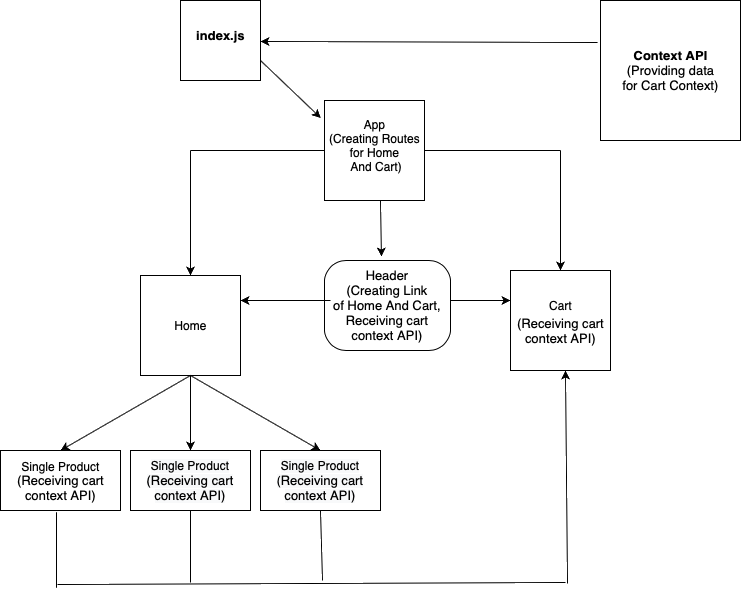 index.js
Context API
(Providing data
for Cart Context)
App
(Creating Routes
for Home
And Cart)
Header
(Creating Link
of Home And Cart,
Receiving cart
context API)
Home
Cart
(Receiving cart
context API)
Single Product
(Receiving cart
context API)
Single Product
(Receiving cart
context API)
Single Product
(Receiving cart
context API)